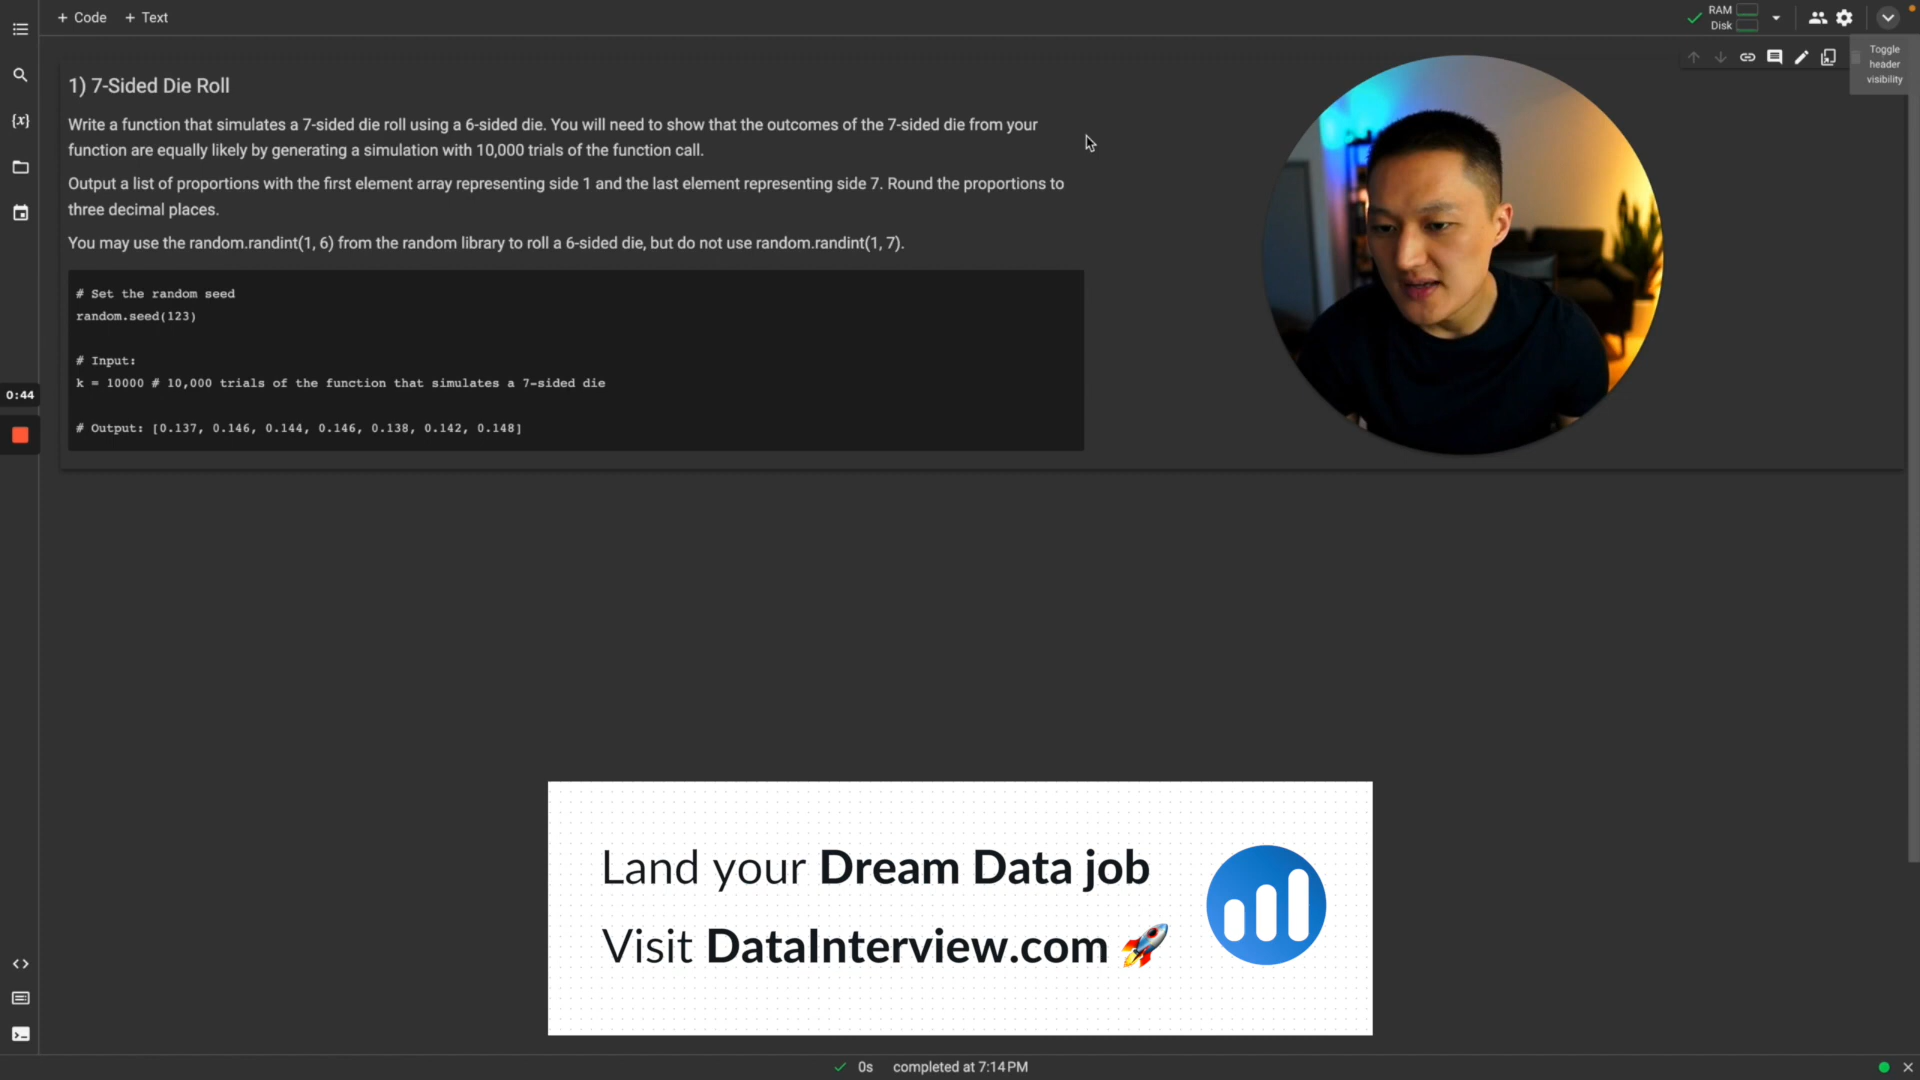 + Code + Text
RAM
Disk
Toggle
header
visibility
{x}
1) 7-Sided Die Roll
Write a function that simulates a 7-sided die roll using a 6-sided die. You will need to show that the outcomes of the 7-sided die from your
function are equally likely by generating a simulation with 10,000 trials of the function call.
Output a list of proportions with the first element array representing side 1 and the last element representing side 7. Round the proportions to
three decimal places.
You may use the random.randint(1, 6) from the random library to roll a 6-sided die, but do not use random.randint(1, 7).
# Set the random seed
random.seed(123)
# Input:
k = 10000 # 10,000 trials of the function that simulates a 7-sided die
# Output: [0.137, 0.146, 0.144, 0.146, 0.138, 0.142, 0.148]
0:44
Land your Dream Data job
Visit DataInterview.com 🚀
0s completed at 7:14 PM